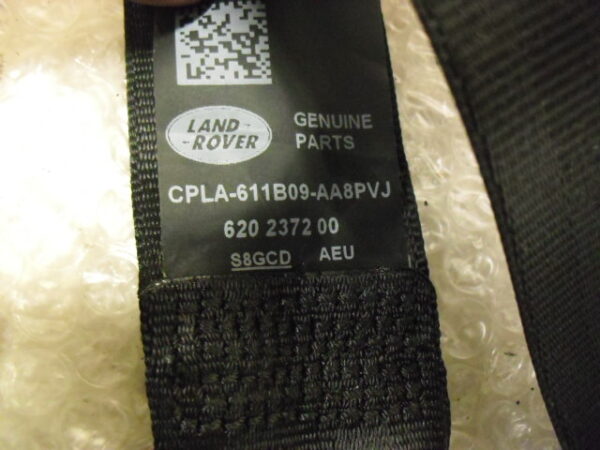 LAND-
-ROVER
GENUINE
PARTS
CPLA-611B09-AA8PVJ
620 2372 00
S8GCD AEU